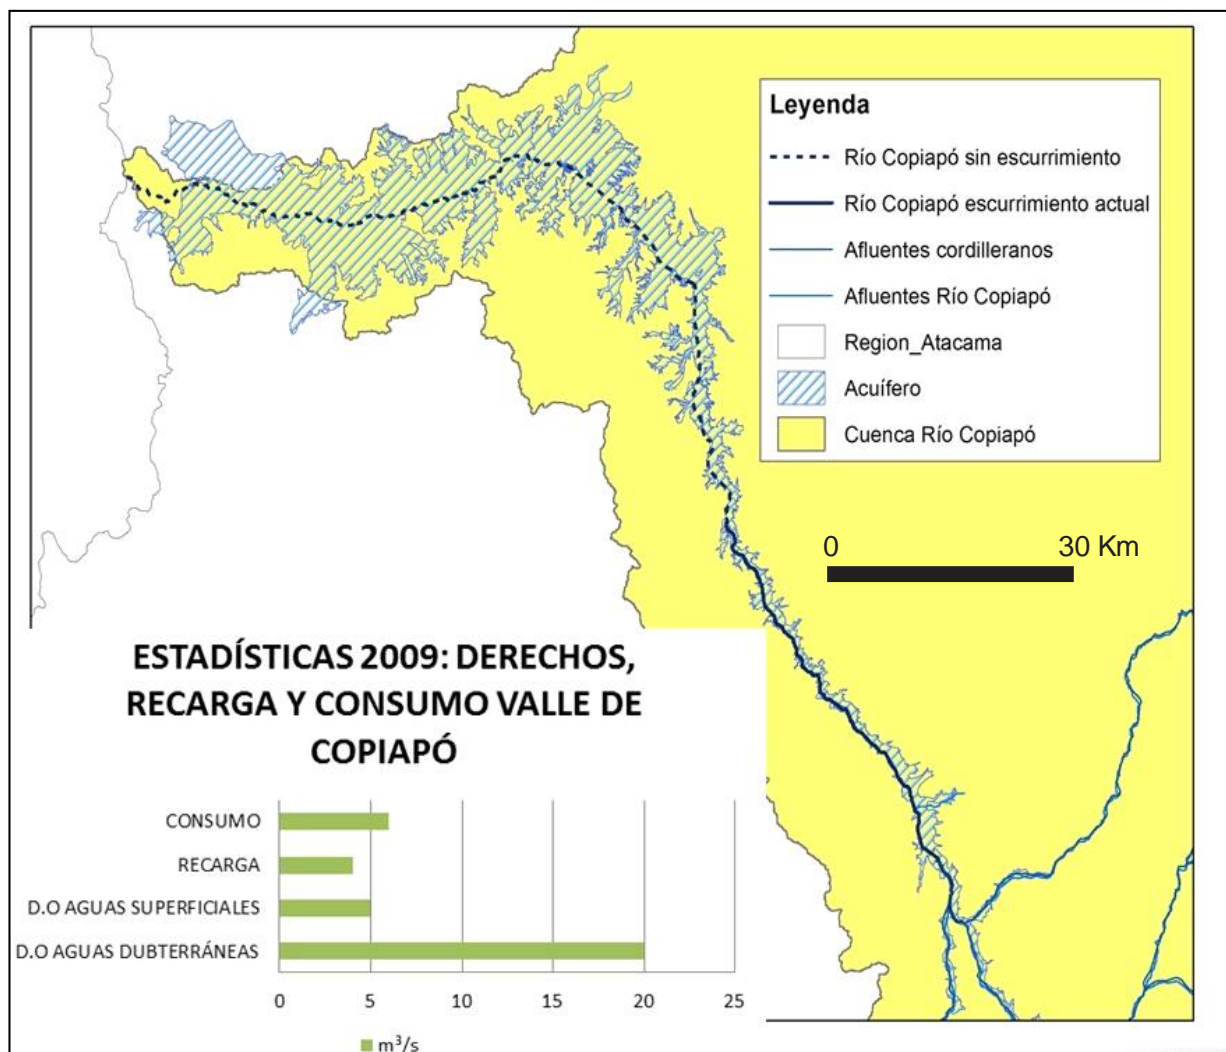 Leyenda
Río Copiapó sin escurrimiento
Río Copiapó escurrimiento actual
Afluentes cordilleranos
Afluentes Río Copiapó
Region_Atacama
Acuífero
Cuenca Río Copiapó
0 30 Km
ESTADÍSTICAS 2009: DERECHOS,
RECARGA Y CONSUMO VALLE DE
COPIAPÓ
CONSUMO
RECARGA
D.O AGUAS SUPERFICIALES
D.O AGUAS DUBTERRÁNEAS
0 5 10 15 20 25
m³/s